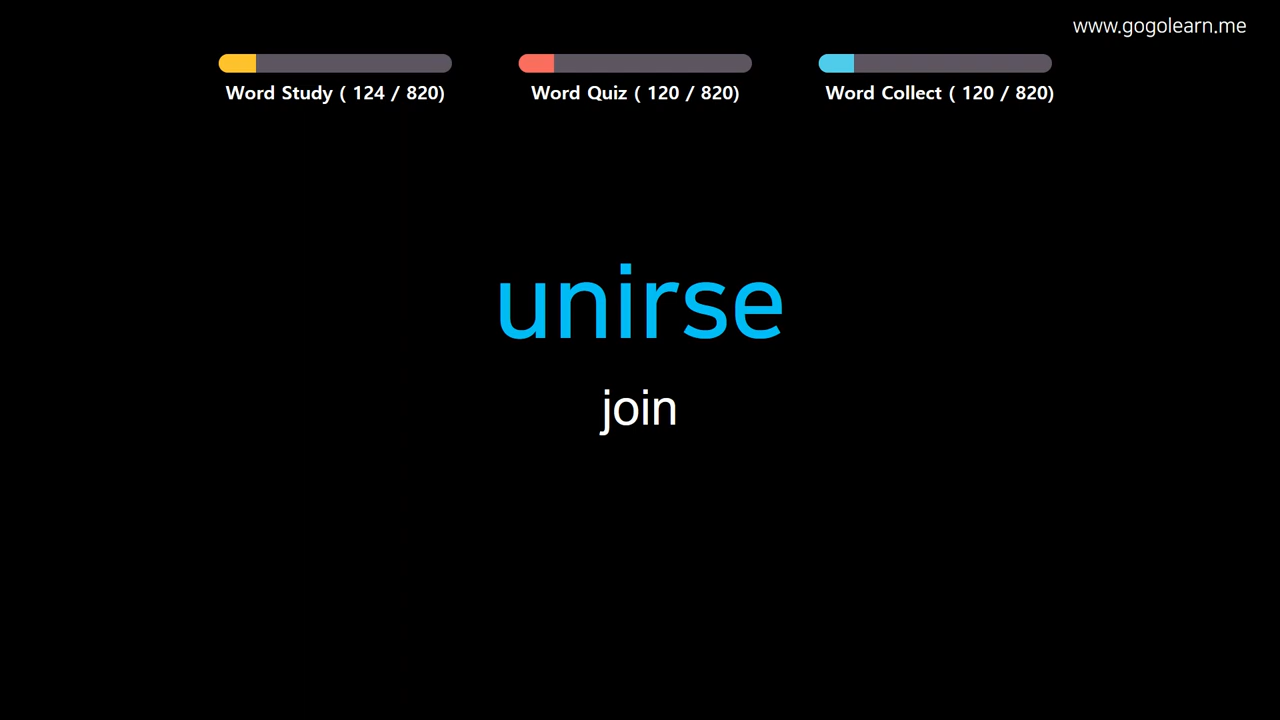 www.gogolearn.me
Word Study ( 124 / 820)
Word Quiz ( 120 / 820)
Word Collect ( 120 / 820)
unirse
join